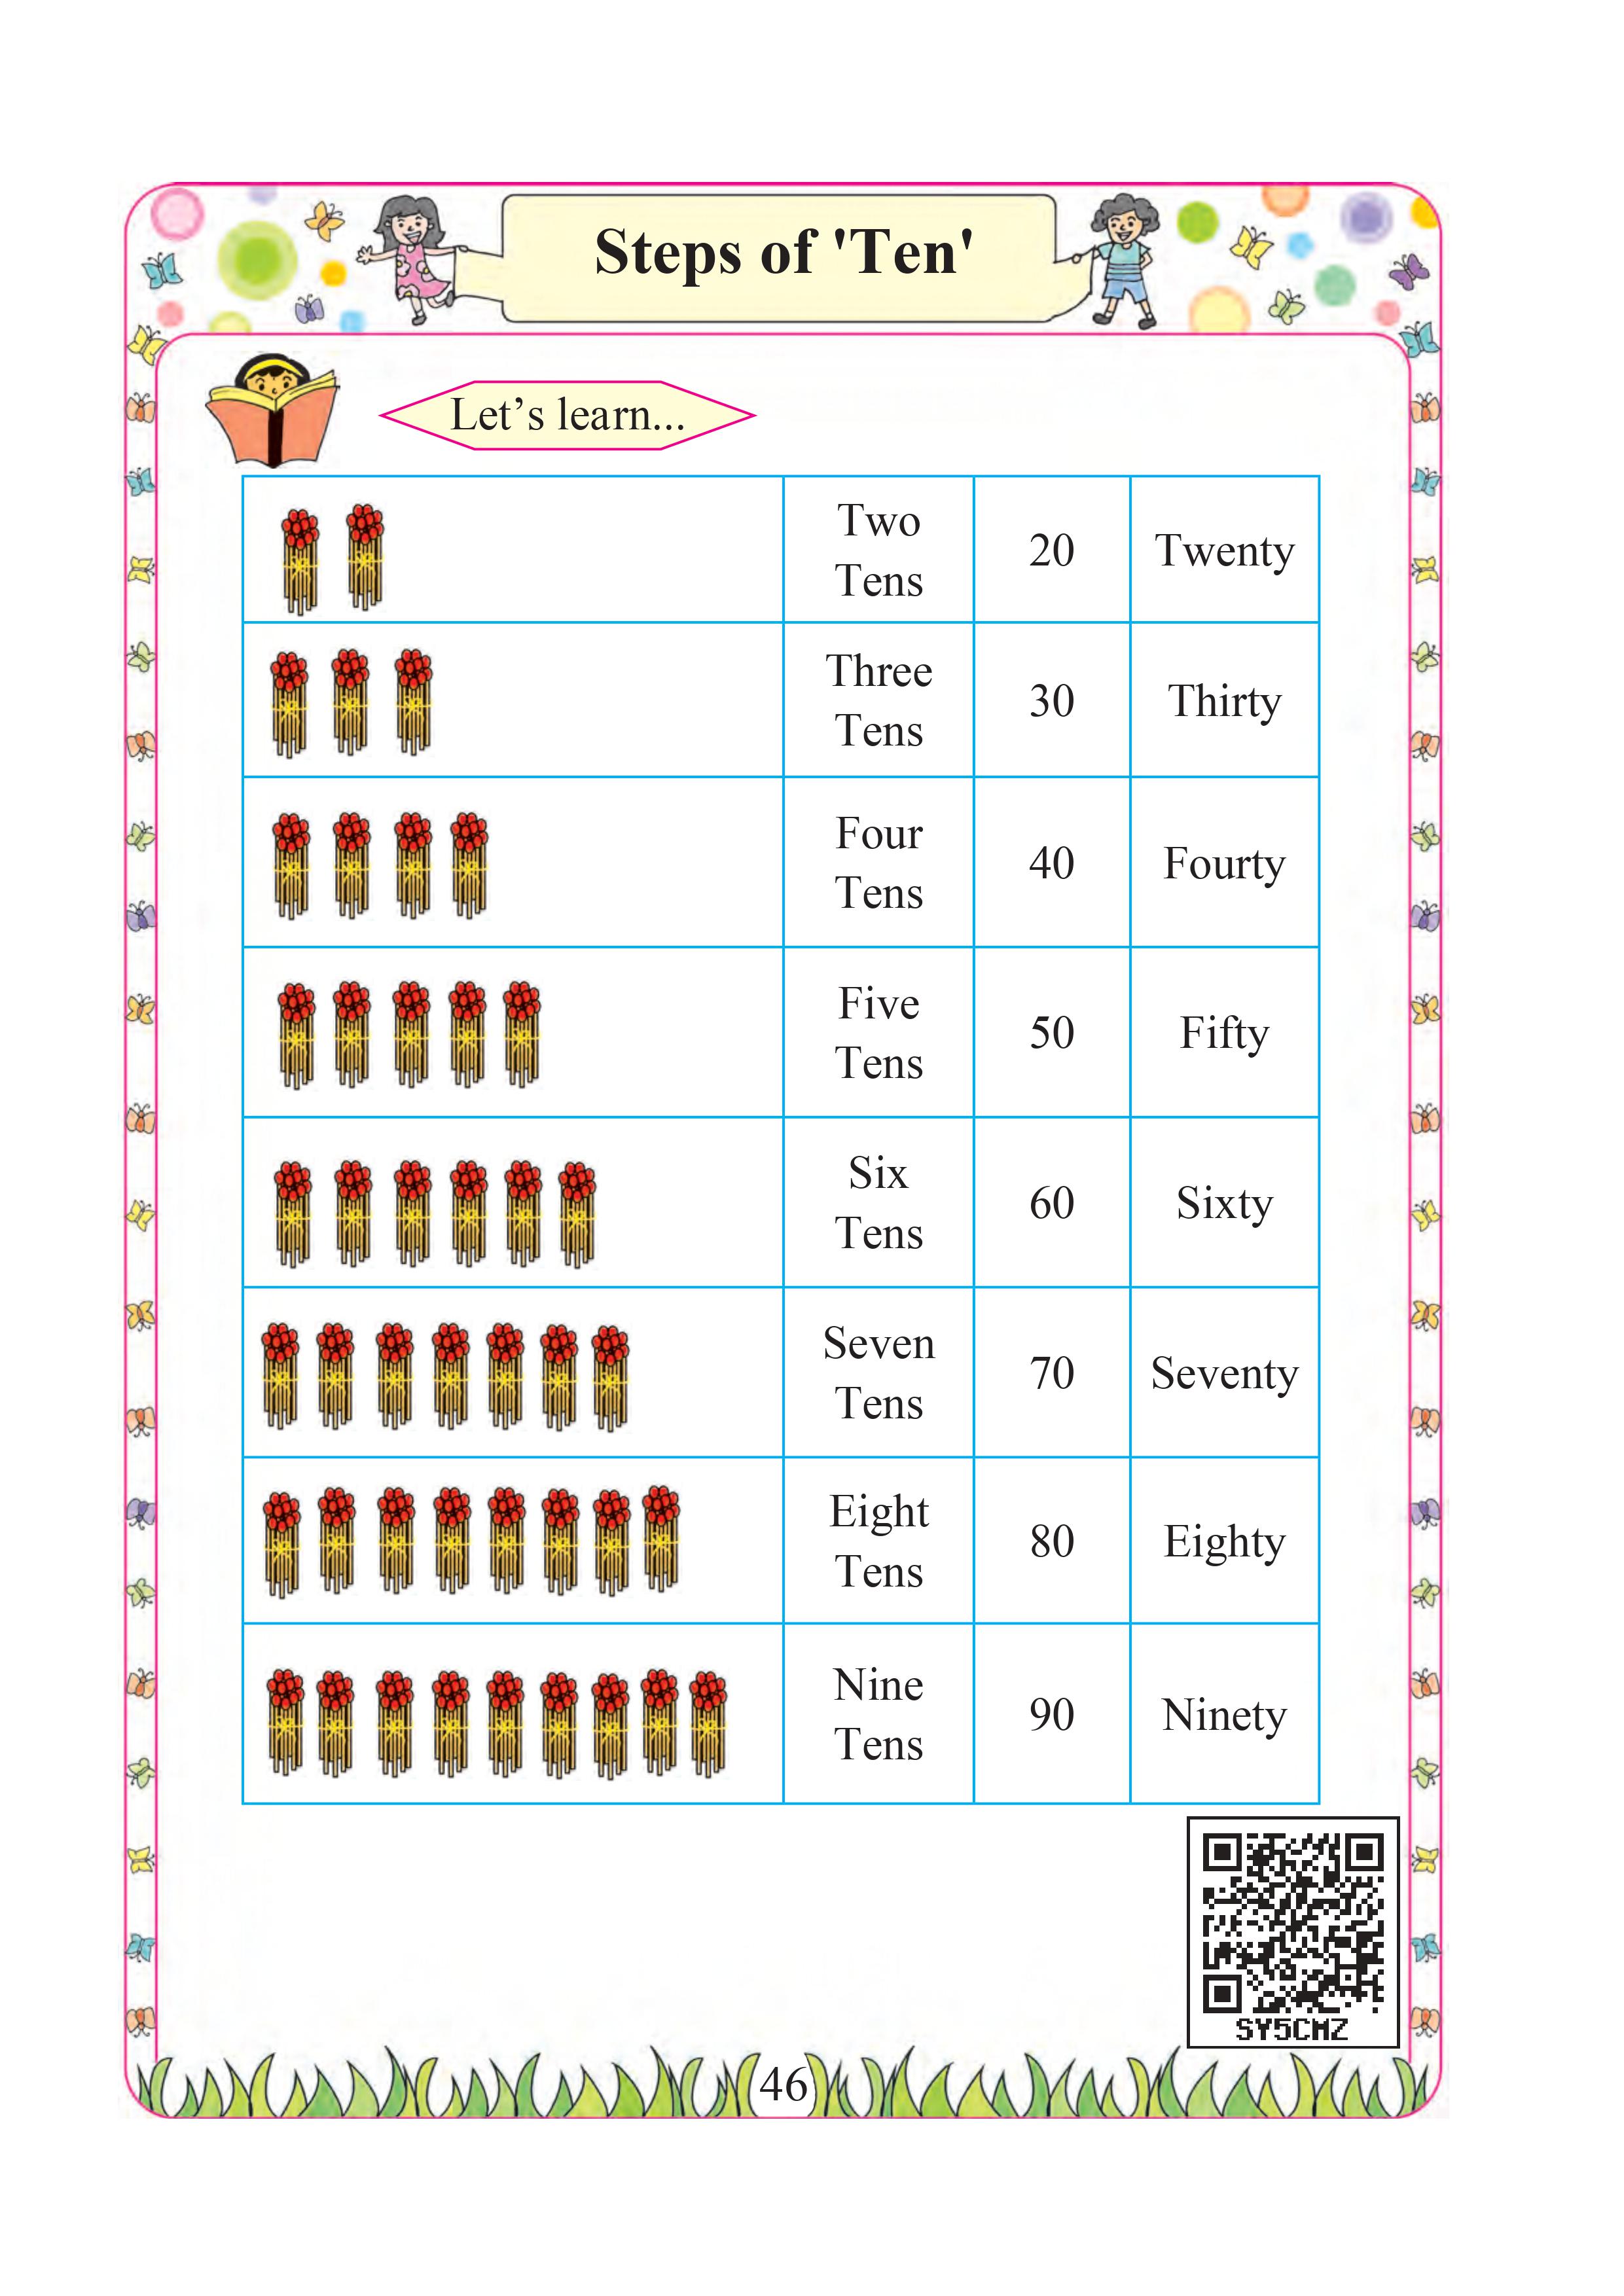 Steps of 'Ten'
Let’s learn...
Two
Tens
20
Twenty
Three
Tens
30
Thirty
Four
Tens
40
Fourty
Five
Tens
50
Fifty
Six
Tens
60
Sixty
Seven
Tens
70
Seventy
Eight
Tens
80
Eighty
Nine
Tens
90
Ninety
SY5CMZ
46